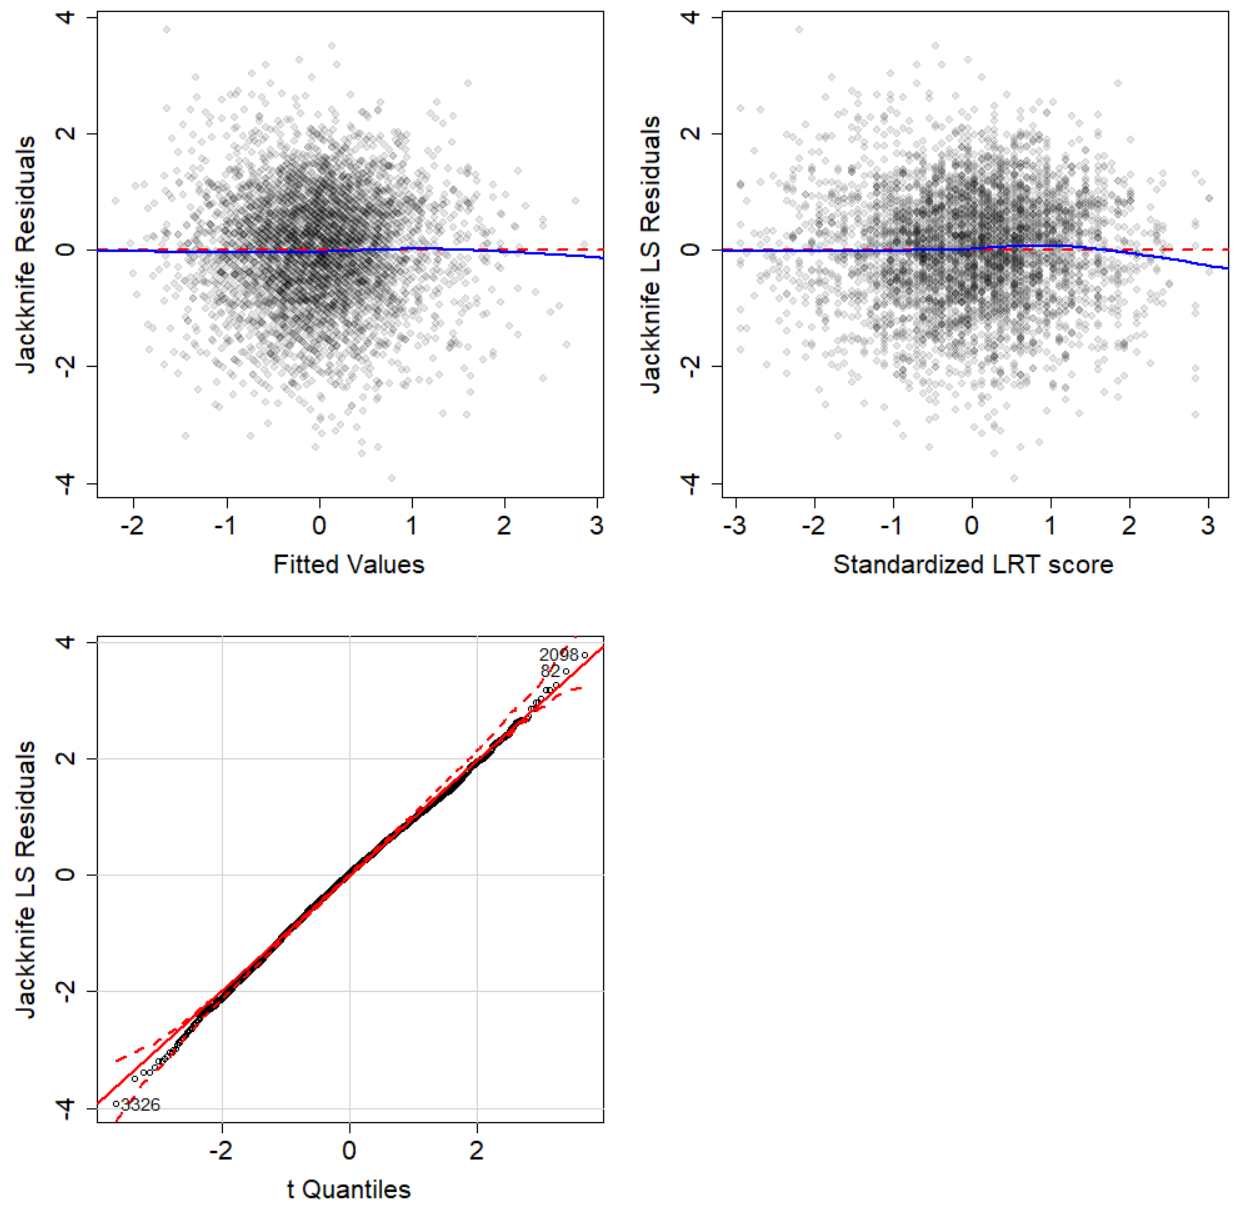 4
2
0
-2
-4
Jackknife Residuals
-2 -1 0 1 2 3
Fitted Values
4
2
0
-2
-4
Jackknife LS Residuals
-3 -2 -1 0 1 2 3
Standardized LRT score
4
2
0
-2
-4
Jackknife LS Residuals
2098
82
3326
-2 0 2
t Quantiles